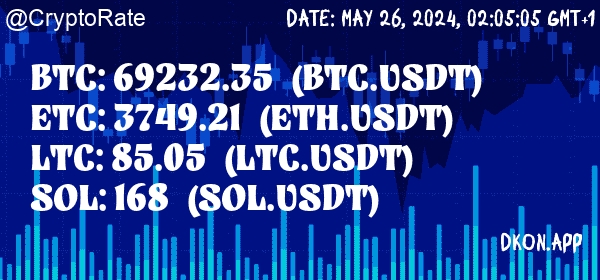 @CryptoRate
DATE: MAY 26, 2024, 02:05:05 GMT+1
BTC: 69232.35 (BTC.USDT)
ETC: 3749.21 (ETH.USDT)
LTC: 85.05 (LTC.USDT)
SOL: 168 (SOL.USDT)
DKON.APP